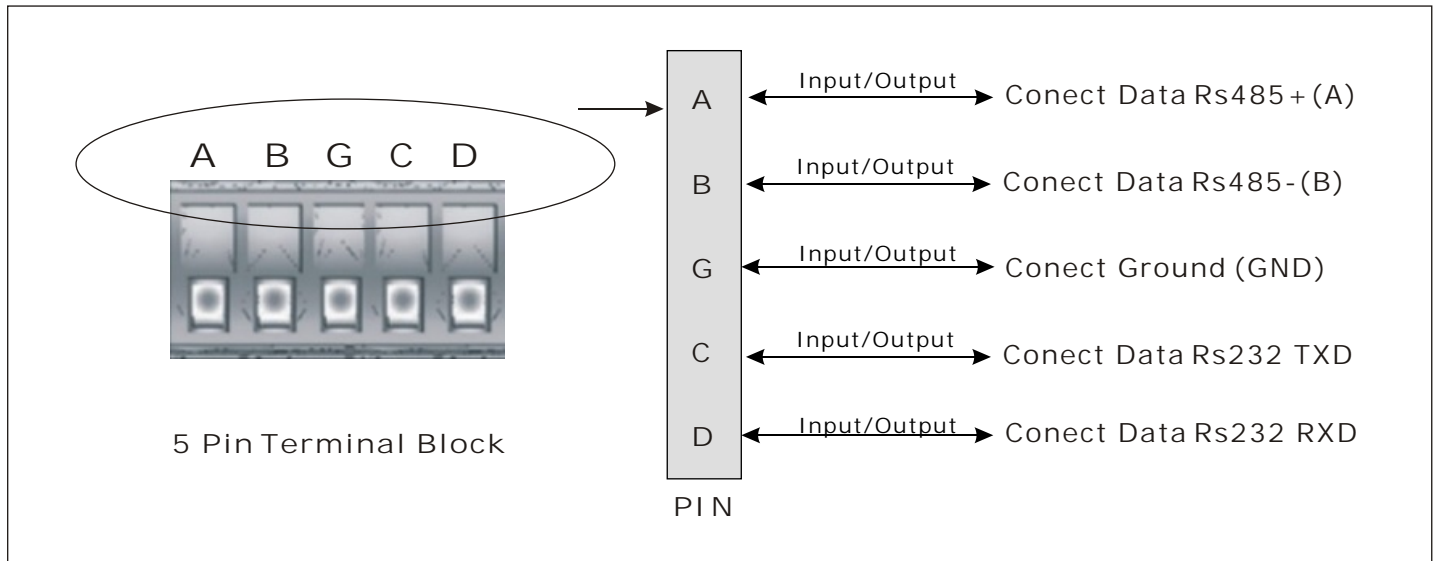 A B G C D
5 Pin Terminal Block
A Input/Output Conect Data Rs485+(A)
B Input/Output Conect Data Rs485-(B)
G Input/Output Conect Ground (GND)
C Input/Output Conect Data Rs232 TXD
D Input/Output Conect Data Rs232 RXD
PIN